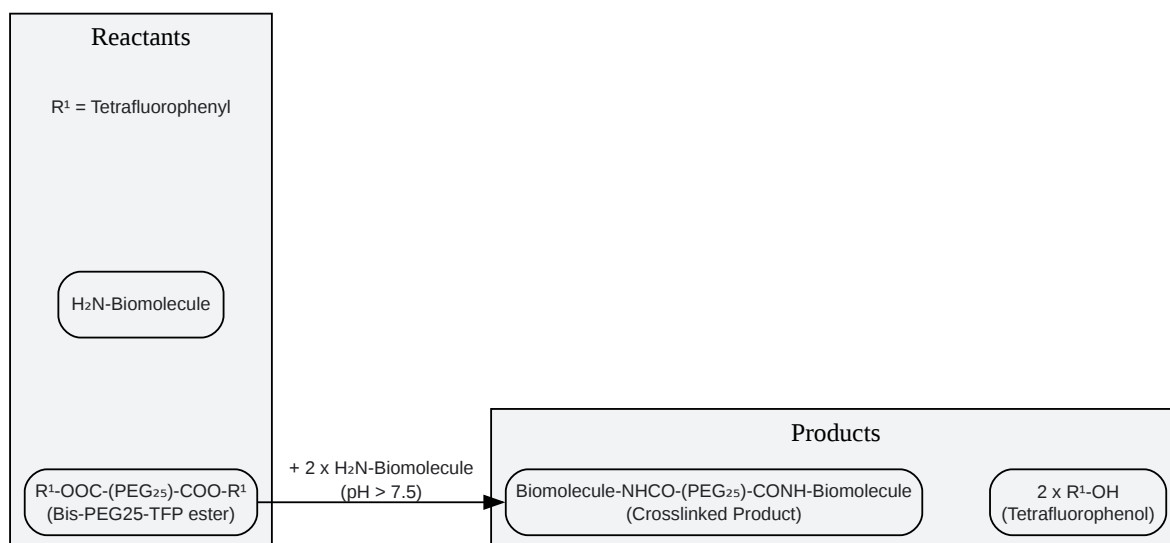 Reactants
R¹ = Tetrafluorophenyl
H₂N-Biomolecule
R¹-OOC-(PEG₂₅)-COO-R¹
(Bis-PEG25-TFP ester)
+ 2 x H₂N-Biomolecule
(pH > 7.5)
Products
Biomolecule-NHCO-(PEG₂₅)-CONH-Biomolecule
(Crosslinked Product)
2 x R¹-OH
(Tetrafluorophenol)